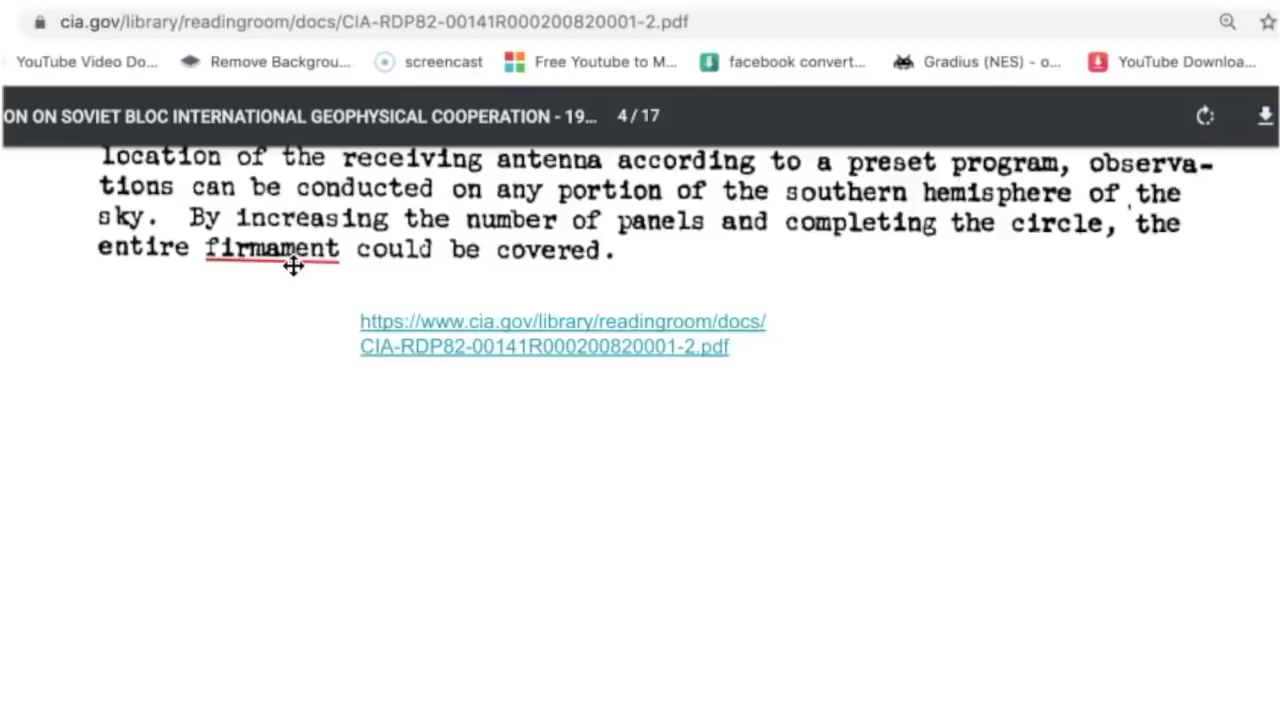 cia.gov/library/readingroom/docs/CIA-RDP82-00141R000200820001-2.pdf
YouTube Video Do... Remove Backgrou... screencast Free Youtube to M... facebook convert... Gradius (NES) - o... YouTube Downloa...
ON ON SOVIET BLOC INTERNATIONAL GEOPHYSICAL COOPERATION - 19... 4 / 17
location of the receiving antenna according to a preset program, observa-
tions can be conducted on any portion of the southern hemisphere of the
sky. By increasing the number of panels and completing the circle, the
entire firmament could be covered.
https://www.cia.gov/library/readingroom/docs/
CIA-RDP82-00141R000200820001-2.pdf